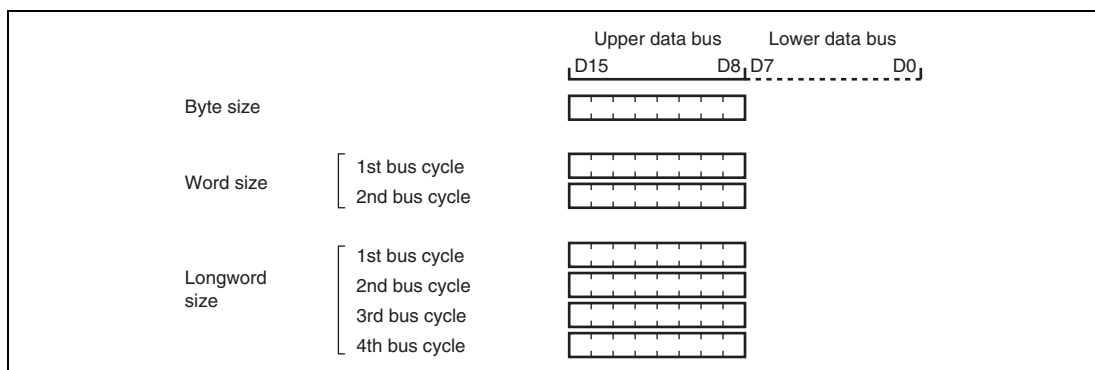 Upper data bus Lower data bus
D15 D8 D7 D0
Byte size
Word size
1st bus cycle
2nd bus cycle
Longword
size
1st bus cycle
2nd bus cycle
3rd bus cycle
4th bus cycle